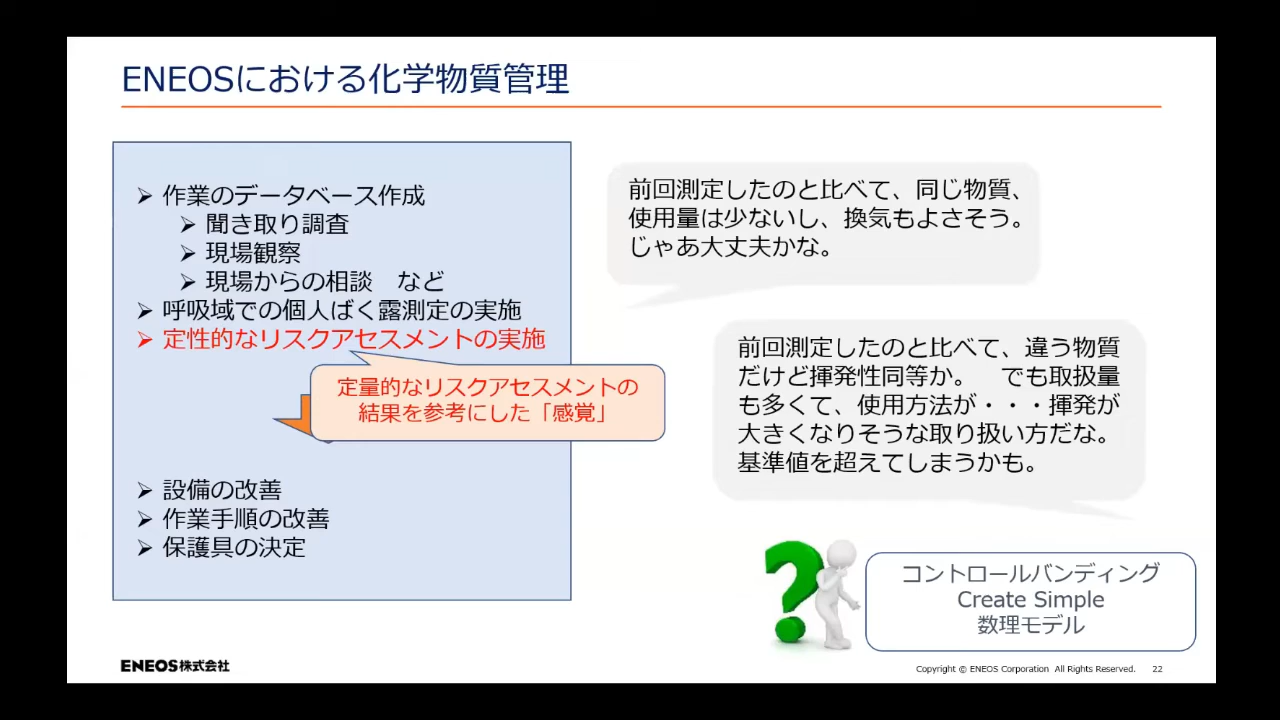 ENEOSにおける化学物質管理
➢ 作業のデータベース作成
➢ 聞き取り調査
➢ 現場観察
➢ 現場からの相談　など
➢ 呼吸域での個人ばく露測定の実施
➢ 定性的なリスクアセスメントの実施
定量的なリスクアセスメントの
結果を参考にした「感覚」
➢ 設備の改善
➢ 作業手順の改善
➢ 保護具の決定
前回測定したのと比べて、同じ物質、
使用量は少ないし、換気もよさそう。
じゃあ大丈夫かな。
前回測定したのと比べて、違う物質
だけど揮発性同等か。　でも取扱量
も多くて、使用方法が・・・揮発が
大きくなりそうな取り扱い方だな。
基準値を超えてしまうかも。
?
コントロールバンディング
Create Simple
数理モデル
ENEOS株式会社
Copyright © ENEOS Corporation All Rights Reserved. 22